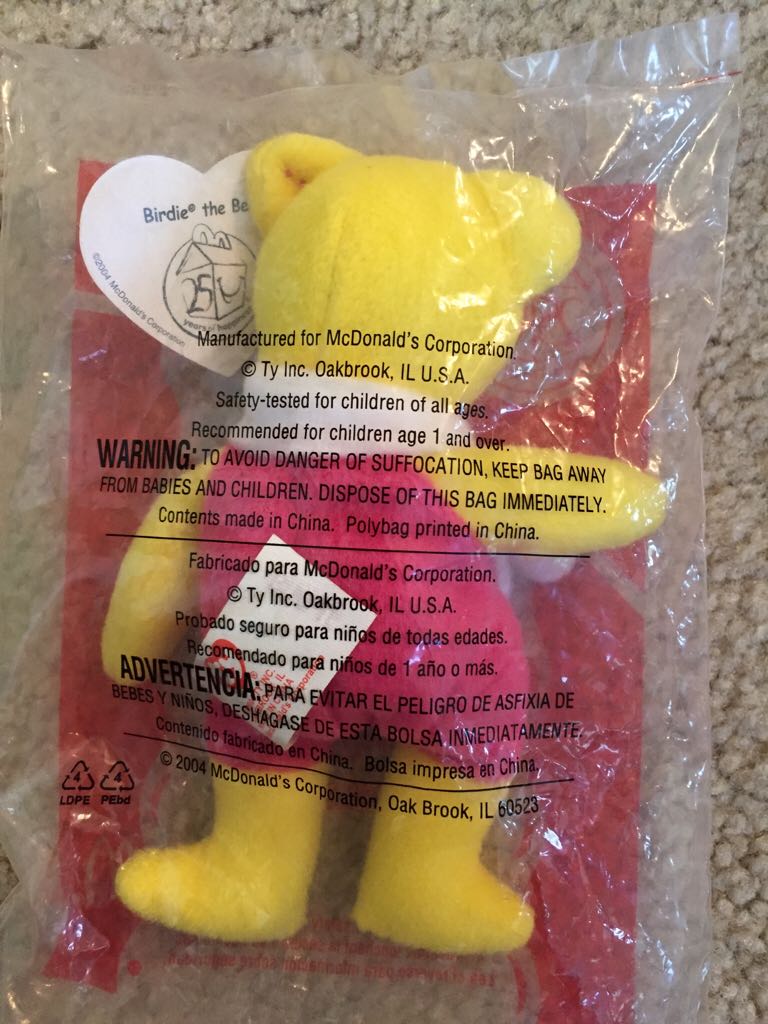 Birdie® the Be
©2004 McDonald's Corporation
25
years of
Manufactured for McDonald's Corporation.
© Ty Inc. Oakbrook, IL U.S.A.
Safety-tested for children of all ages.
Recommended for children age 1 and over.
WARNING: TO AVOID DANGER OF SUFFOCATION, KEEP BAG AWAY
FROM BABIES AND CHILDREN. DISPOSE OF THIS BAG IMMEDIATELY.
Contents made in China. Polybag printed in China.
Fabricado para McDonald's Corporation.
© Ty Inc. Oakbrook, IL U.S.A.
Probado seguro para niños de todas edades.
Recomendado para niños de 1 año o más.
ADVERTENCIA: PARA EVITAR EL PELIGRO DE ASFIXIA DE
BEBES Y NIÑOS, DESHAGASE DE ESTA BOLSA INMEDIATAMENTE.
Contenido fabricado en China. Bolsa impresa en China.
© 2004 McDonald's Corporation, Oak Brook, IL 60523
4 4
LDPE PEbd